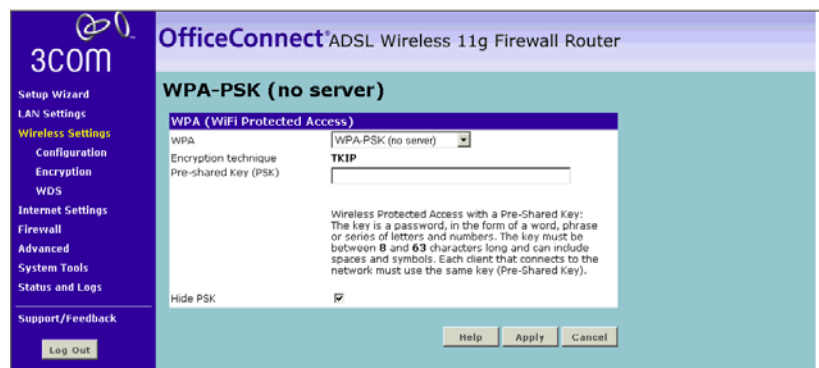 3COM
OfficeConnect ADSL Wireless 11g Firewall Router
Setup Wizard
LAN Settings
Wireless Settings
Configuration
Encryption
WDS
Internet Settings
Firewall
Advanced
System Tools
Status and Logs
Support/Feedback
Log Out
WPA-PSK (no server)
WPA (WiFi Protected Access)
WPA WPA-PSK (no server)
Encryption technique TKIP
Pre-shared Key (PSK)
Wireless Protected Access with a Pre-Shared Key:
The key is a password, in the form of a word, phrase
or series of letters and numbers. The key must be
between 8 and 63 characters long and can include
spaces and symbols. Each client that connects to the
network must use the same key (Pre-Shared Key).
Hide PSK
Help Apply Cancel